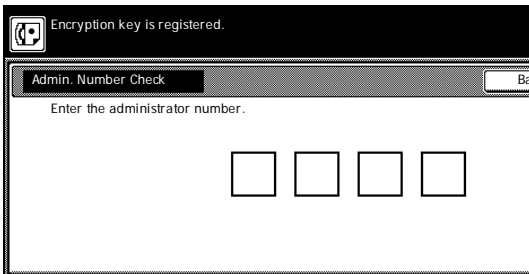 Encryption key is registered.
Admin. Number Check
Enter the administrator number.